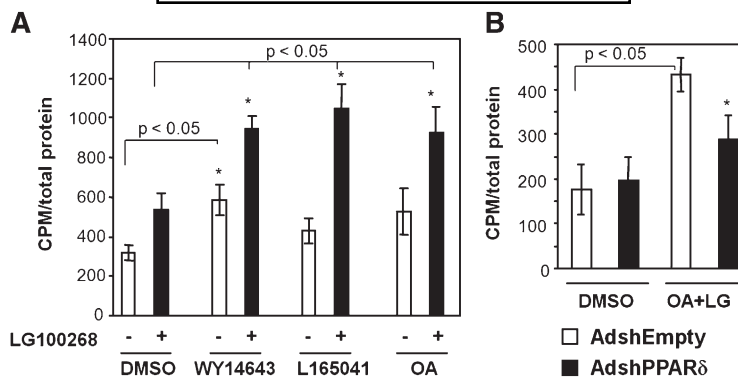 A
B
1400
1200
1000
800
600
400
200
0
CPM/total protein
p < 0.05
p < 0.05
*
*
*
*
LG100268 - + - + - + - +
DMSO WY14643 L165041 OA
500
400
300
200
100
0
CPM/total protein
p < 0.05
*
DMSO OA+LG
AdshEmpty
AdshPPARδ